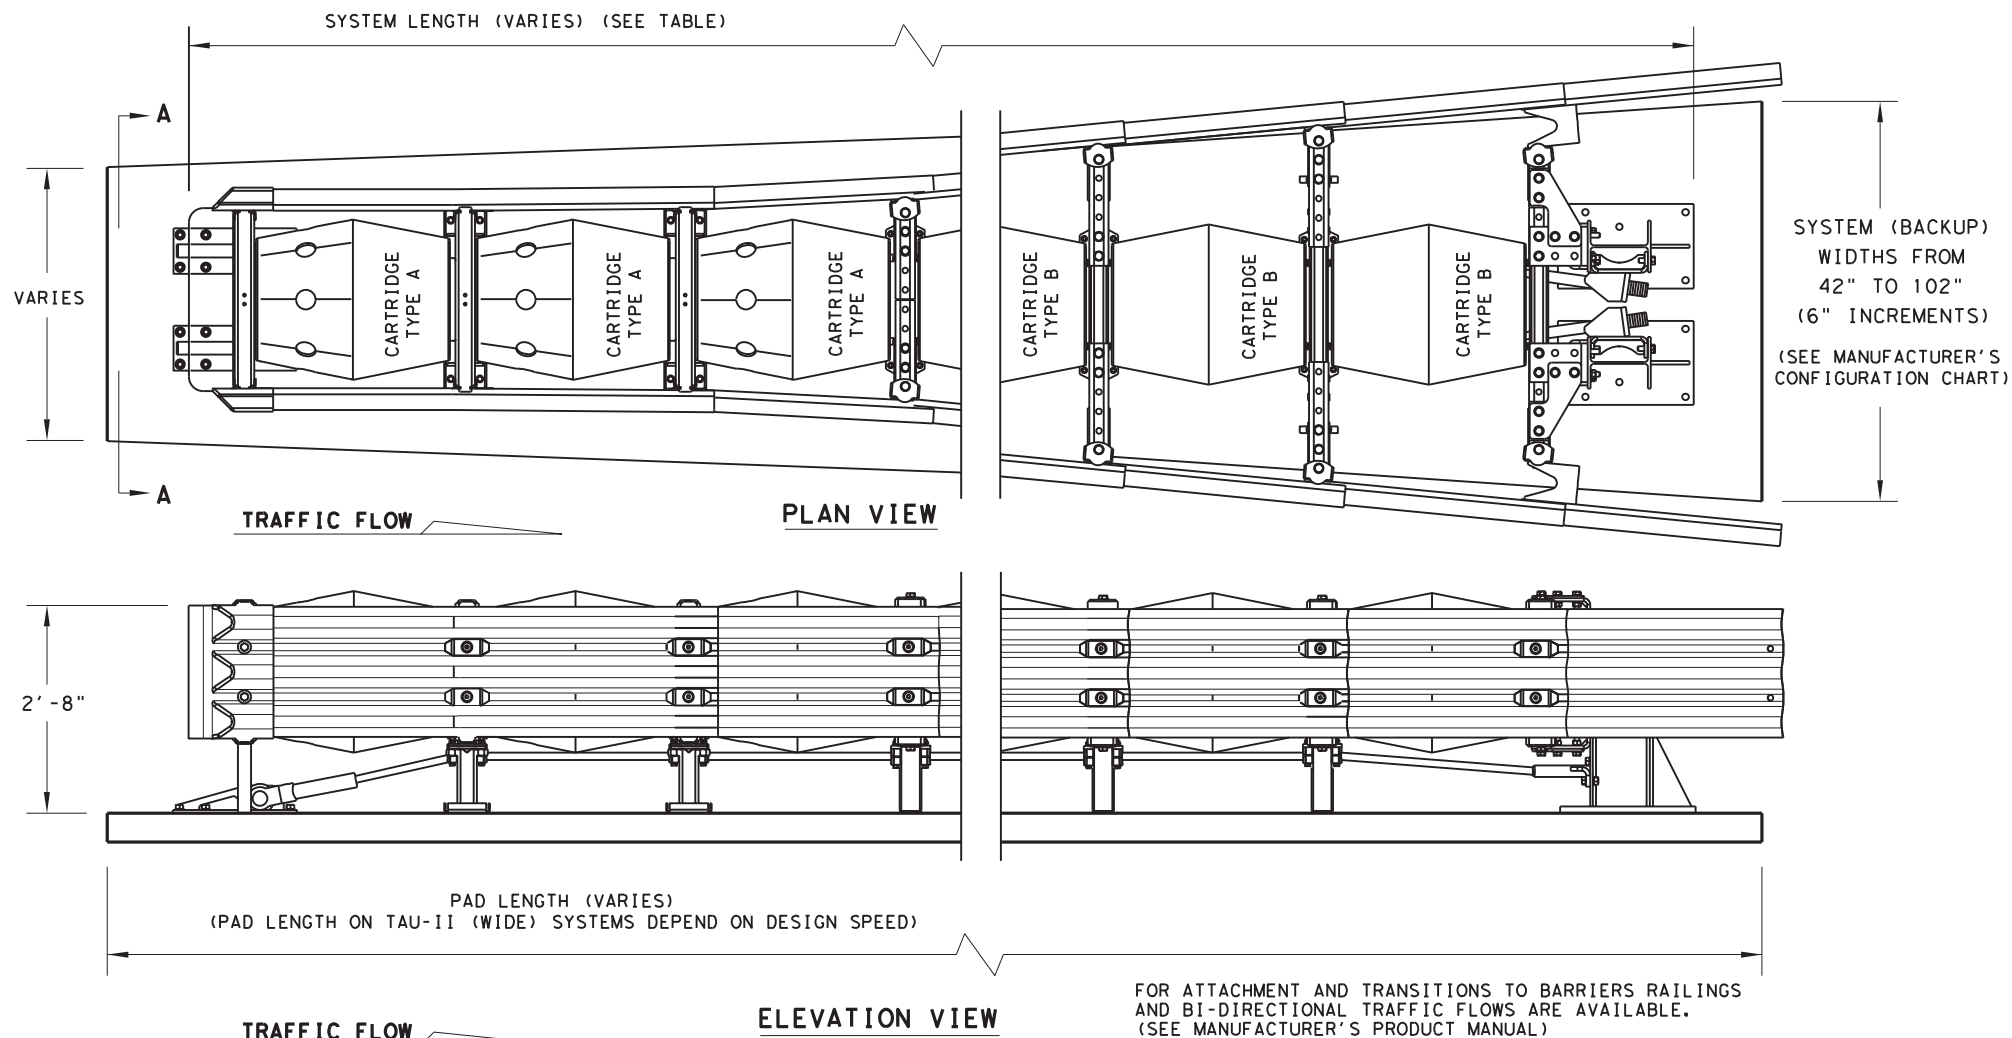 SYSTEM LENGTH (VARIES) (SEE TABLE)
A
VARIES
CARTRIDGE
TYPE A
CARTRIDGE
TYPE A
CARTRIDGE
TYPE A
CARTRIDGE
TYPE B
CARTRIDGE
TYPE B
CARTRIDGE
TYPE B
SYSTEM (BACKUP)
WIDTHS FROM
42" TO 102"
(6" INCREMENTS)
(SEE MANUFACTURER'S
CONFIGURATION CHART)
A
TRAFFIC FLOW
PLAN VIEW
2'-8"
PAD LENGTH (VARIES)
(PAD LENGTH ON TAU-II (WIDE) SYSTEMS DEPEND ON DESIGN SPEED)
FOR ATTACHMENT AND TRANSITIONS TO BARRIERS RAILINGS
AND BI-DIRECTIONAL TRAFFIC FLOWS ARE AVAILABLE.
(SEE MANUFACTURER'S PRODUCT MANUAL)
ELEVATION VIEW
TRAFFIC FLOW